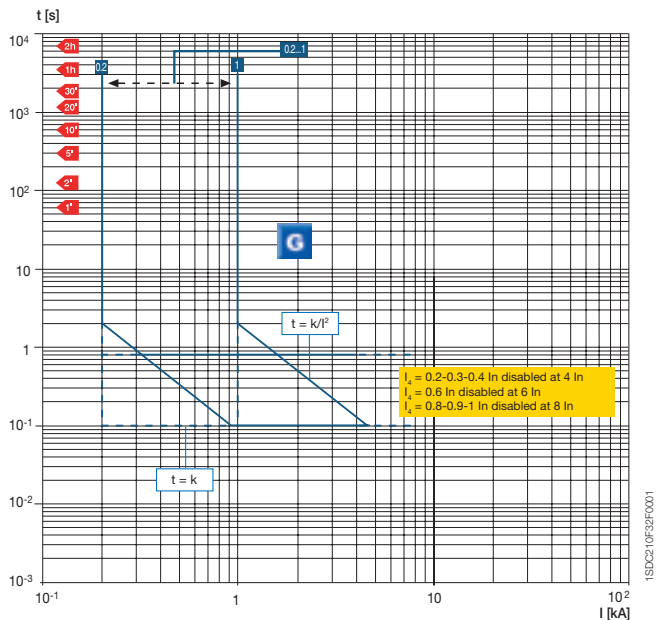 t [s]
10⁴
2h
0.2
1h
1
0.2...1
30'
20'
10³
10'
5'
10²
2"
1"
G
10
t = k/I²
1
I₄ = 0.2-0.3-0.4 In disabled at 4 In
I₄ = 0.6 In disabled at 6 In
I₄ = 0.8-0.9-1 In disabled at 8 In
10⁻¹
t = k
10⁻²
10⁻³
10⁻¹
1
10
10²
I [kA]
1SDC210F32F0001